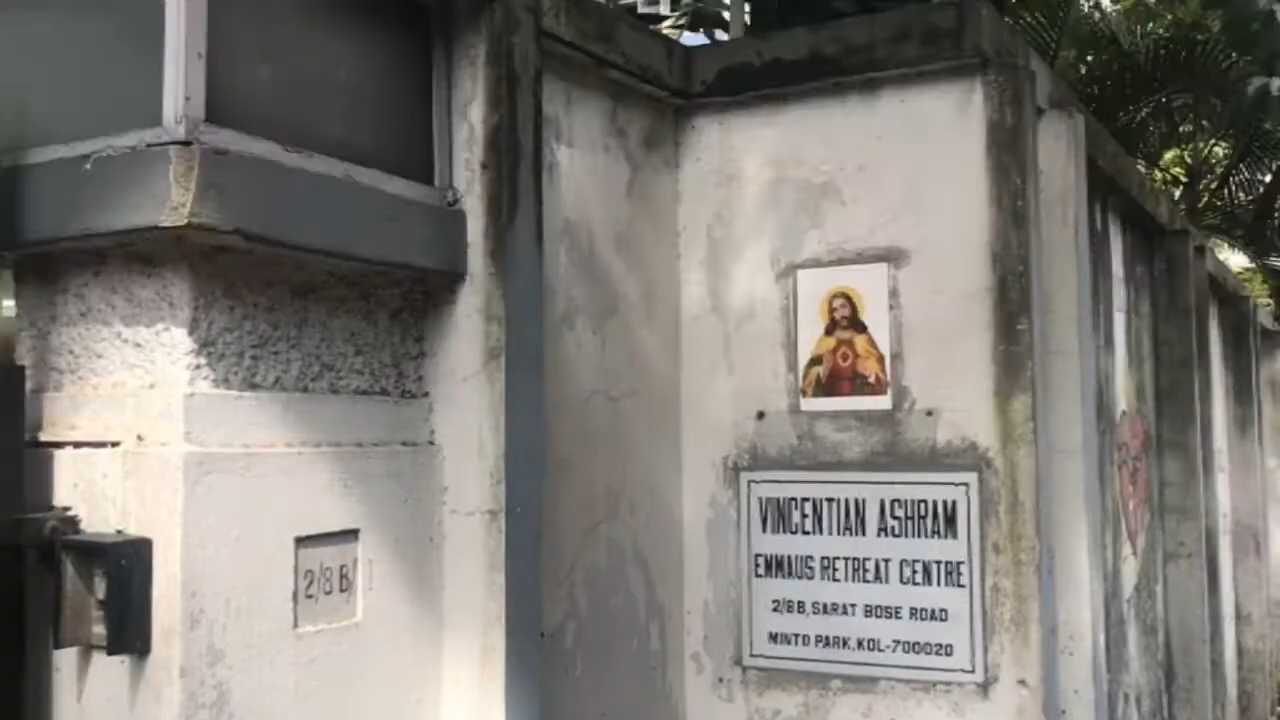 2/8B/1
VINCENTIAN ASHRAM
EMMAUS RETREAT CENTRE
2/8B, SARAT BOSE ROAD
MINTO PARK, KOL-700020